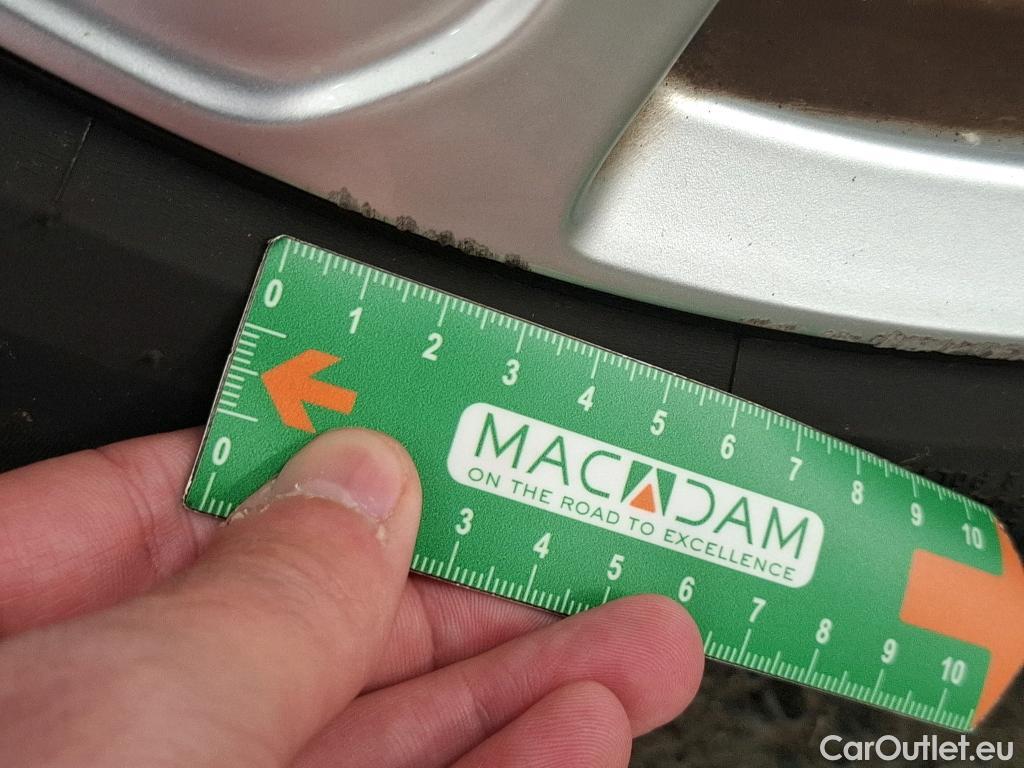 0 1 2 3 4 5 6 7 8 9 10
MACADAM
ON THE ROAD TO EXCELLENCE
0 3 4 5 6 7 8 9 10
CarOutlet.eu